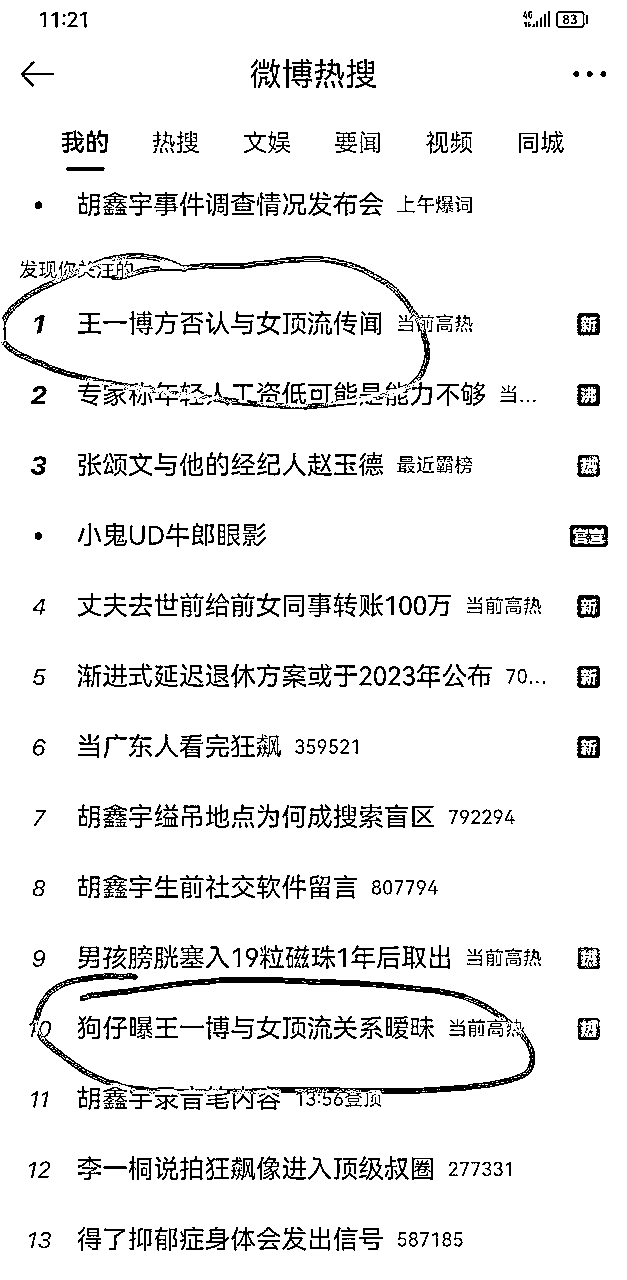 11:21 83
微博热搜
我的 热搜 文娱 要闻 视频 同城
胡鑫宇事件调查情况发布会 上午爆词
发现你关注的
1 王一博方否认与女顶流传闻 当前高热 新
2 专家称年轻人工资低可能是能力不够 当... 沸
3 张颂文与他的经纪人赵玉德 最近霸榜 热
小鬼UD牛郎眼影 官宣
4 丈夫去世前给前女同事转账100万 当前高热 新
5 渐进式延迟退休方案或于2023年公布 70... 新
6 当广东人看完狂飙 359521 新
7 胡鑫宇缢吊地点为何成搜索盲区 792294
8 胡鑫宇生前社交软件留言 807794
9 男孩膀胱塞入19粒磁珠1年后取出 当前高热 热
10 狗仔曝王一博与女顶流关系暧昧 当前高热 热
11 胡鑫宇录音笔内容 13:56登顶
12 李一桐说拍狂飙像进入顶级叔圈 277331
13 得了抑郁症身体会发出信号 587185